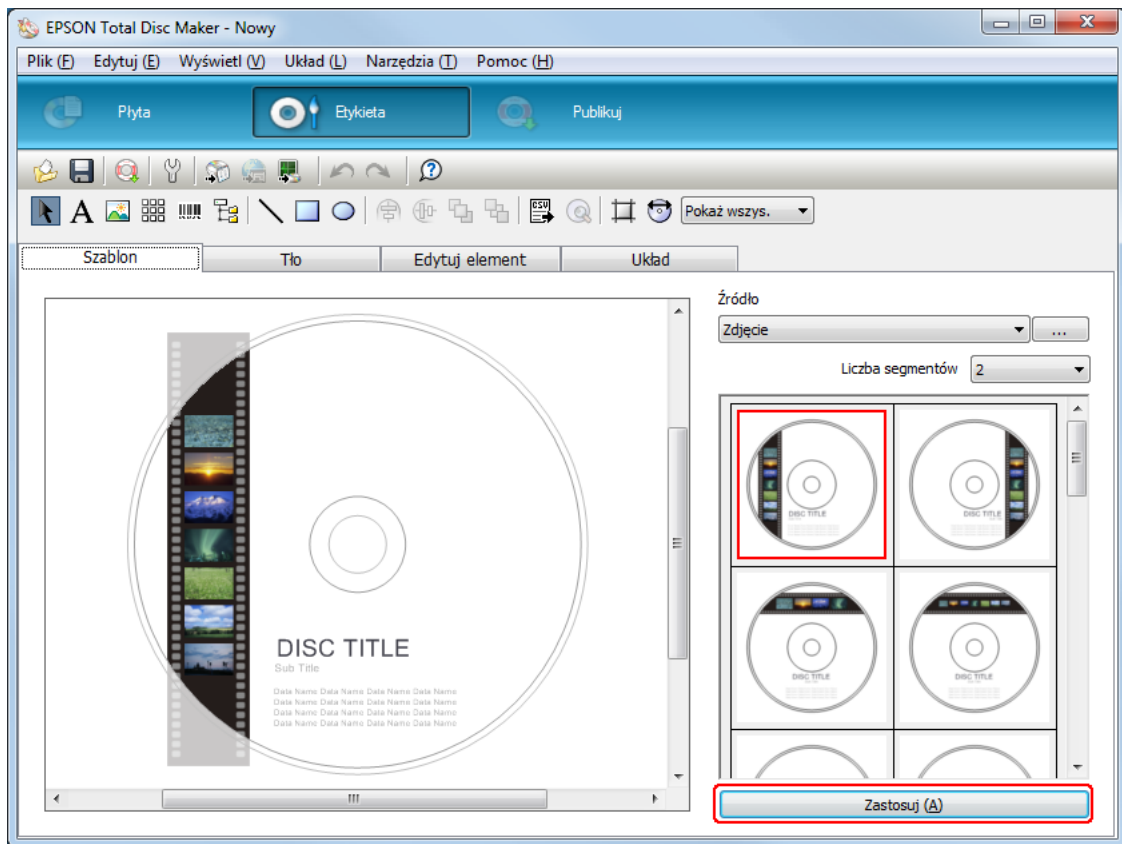 EPSON Total Disc Maker - Nowy
Plik (F) Edytuj (E) Wyświetl (V) Układ (L) Narzędzia (T) Pomoc (H)
Płyta Etykieta Publikuj
A CSV Pokaż wszys.
Szablon Tło Edytuj element Układ
Źródło
Zdjęcie ...
Liczba segmentów 2
DISC TITLE
Sub Title
Data Name Data Name Data Name Data Name
Data Name Data Name Data Name Data Name
Data Name Data Name Data Name Data Name
Data Name Data Name Data Name Data Name
DISC TITLE DISC TITLE
DISC TITLE DISC TITLE
Zastosuj (A)